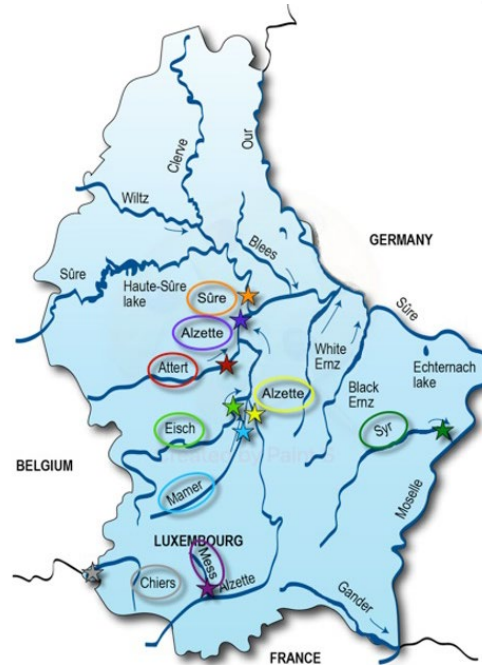 Clerve
Our
Wiltz
Blees
GERMANY
Sûre
Haute-Sûre
lake
Sûre
Sûre
Alzette
White
Ernz
Echternach
lake
Attert
Alzette
Black
Ernz
Eisch
Syr
BELGIUM
Mamer
Moselle
LUXEMBOURG
Mess
Chiers
Alzette
Gander
FRANCE